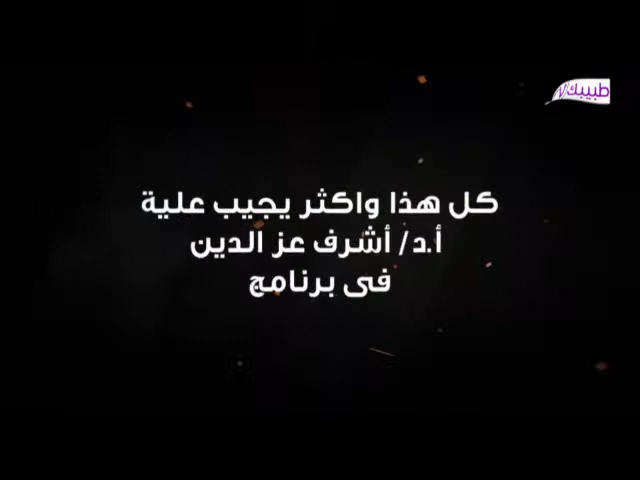 طبيبك
كل هذا واكثر يجيب علية
أ.د/ أشرف عز الدين
فى برنامج